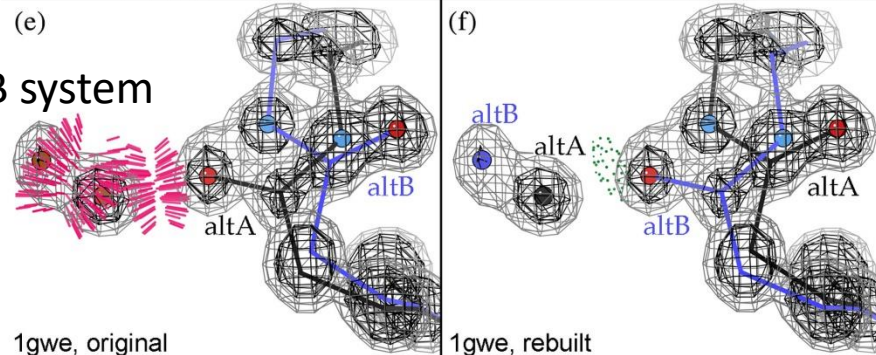 (e)
B system
altA
altB
1gwe, original
(f)
altB
altA
altB
altA
1gwe, rebuilt